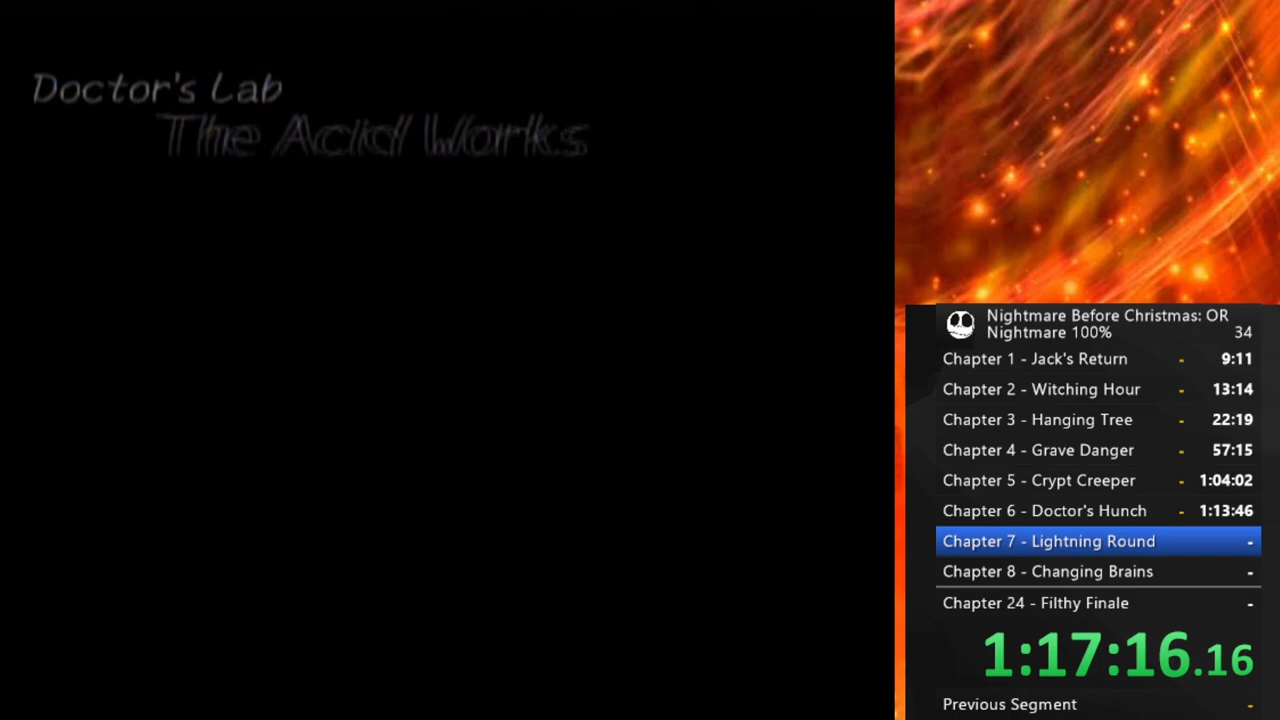 Doctor's Lab
The Acid Works
Nightmare Before Christmas: OR
Nightmare 100% 34
Chapter 1 - Jack's Return - 9:11
Chapter 2 - Witching Hour - 13:14
Chapter 3 - Hanging Tree - 22:19
Chapter 4 - Grave Danger - 57:15
Chapter 5 - Crypt Creeper - 1:04:02
Chapter 6 - Doctor's Hunch - 1:13:46
Chapter 7 - Lightning Round -
Chapter 8 - Changing Brains -
Chapter 24 - Filthy Finale -
1:17:16.16
Previous Segment -